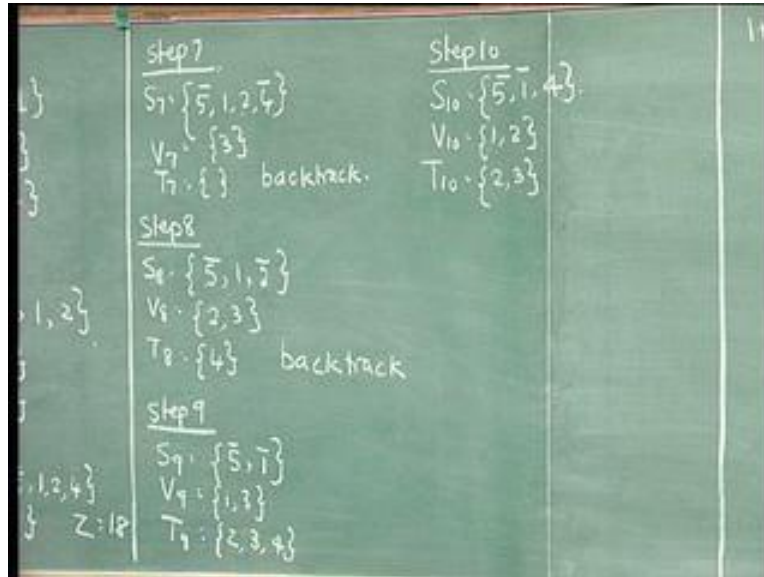 1}
}
}
, 1, 2}
}
}
, 1, 2, 4}
} Z = 18
Step 7
S₇ = {5̅, 1, 2, 4̅}
V₇ = {3}
T₇ = { } backtrack.
Step 8
S₈ = {5̅, 1, 2̅}
V₈ = {2, 3}
T₈ = {4} backtrack
Step 9
S₉ = {5̅, 1̅}
V₉ = {1, 3}
T₉ = {2, 3, 4}
Step 10
S₁₀ = {5̅, 1̅, 4}.
V₁₀ = {1, 2}
T₁₀ = {2, 3}